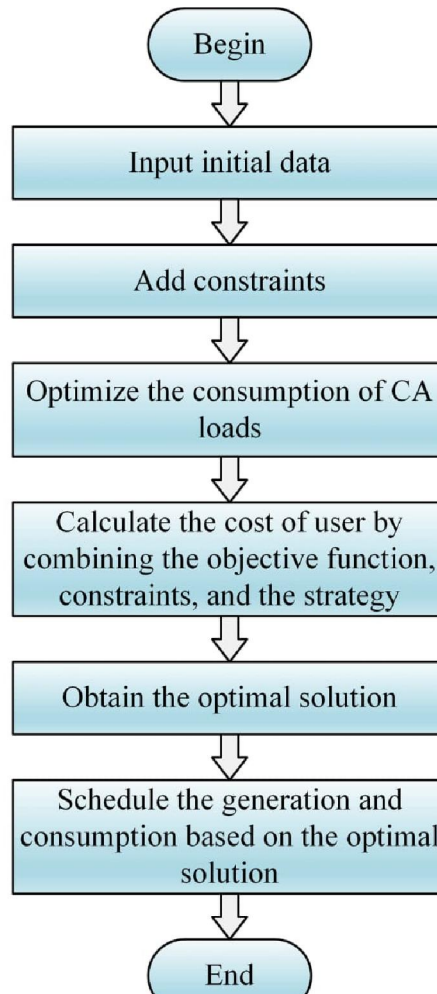 Begin
Input initial data
Add constraints
Optimize the consumption of CA
loads
Calculate the cost of user by
combining the objective function,
constraints, and the strategy
Obtain the optimal solution
Schedule the generation and
consumption based on the optimal
solution
End